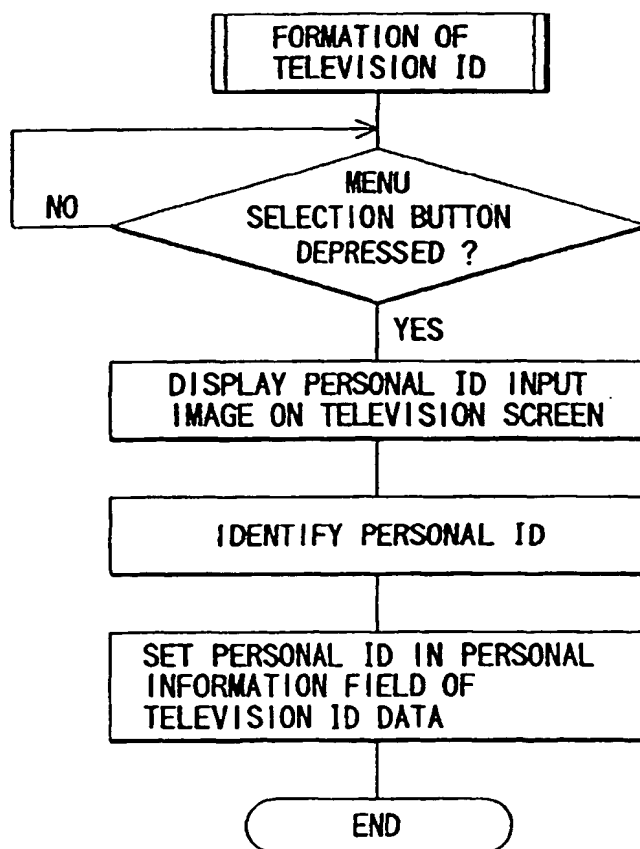 FORMATION OF
TELEVISION ID
MENU
SELECTION BUTTON
DEPRESSED ?
NO
YES
DISPLAY PERSONAL ID INPUT
IMAGE ON TELEVISION SCREEN
IDENTIFY PERSONAL ID
SET PERSONAL ID IN PERSONAL
INFORMATION FIELD OF
TELEVISION ID DATA
END